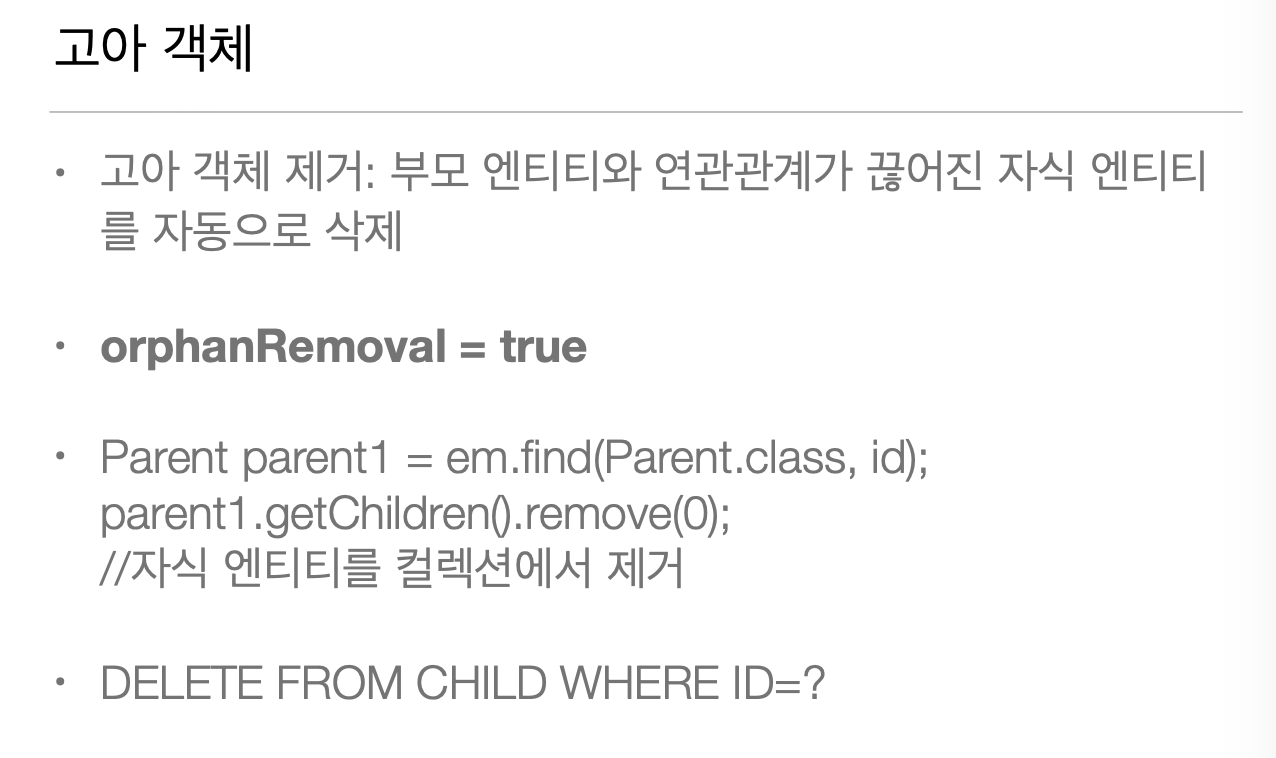 고아 객체
• 고아 객체 제거: 부모 엔티티와 연관관계가 끊어진 자식 엔티티
를 자동으로 삭제
• orphanRemoval = true
• Parent parent1 = em.find(Parent.class, id);
parent1.getChildren().remove(0);
//자식 엔티티를 컬렉션에서 제거
• DELETE FROM CHILD WHERE ID=?